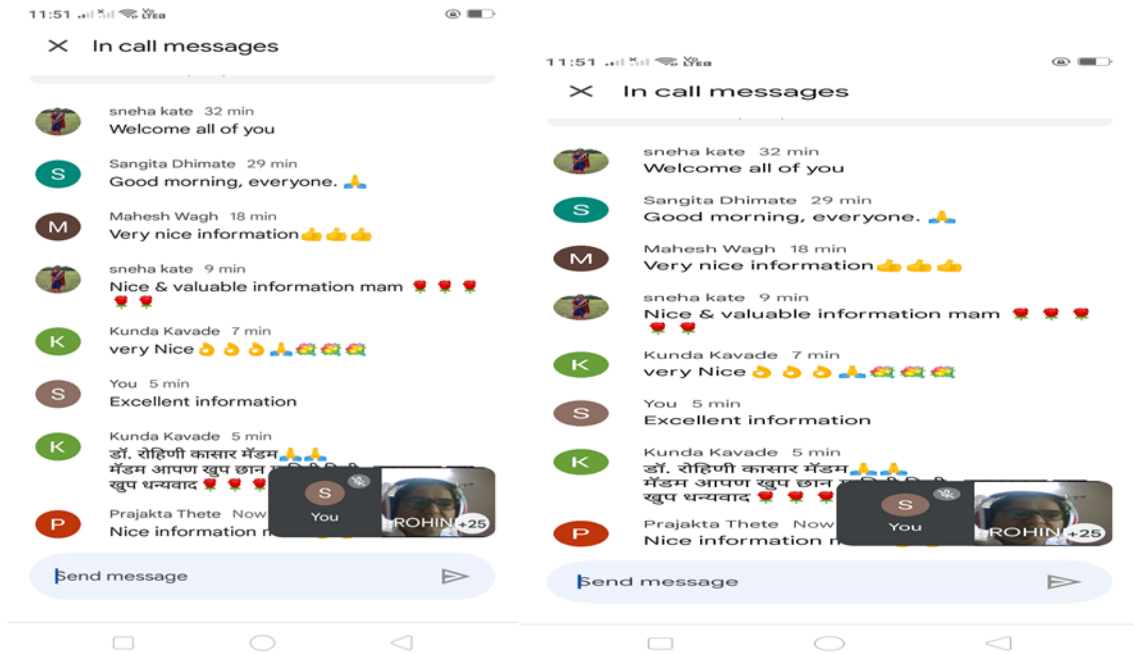 11:51 Vo LTE
In call messages
sneha kate 32 min
Welcome all of you
Sangita Dhimate 29 min
Good morning, everyone. 🙏
Mahesh Wagh 18 min
Very nice information👍👍👍
sneha kate 9 min
Nice & valuable information mam 🌹 🌹 🌹
🌹 🌹
Kunda Kavade 7 min
very Nice👌👌👌🙏💐💐💐
You 5 min
Excellent information
Kunda Kavade 5 min
डॉ. रोहिणी कासार मॅडम🙏🙏
मॅडम आपण खुप छान
खुप धन्यवाद🌹🌹🌹
Prajakta Thete Now
Nice information
S
S
K
M
K
S
P
You
ROHIN
+25
Send message
11:51 Vo LTE
In call messages
sneha kate 32 min
Welcome all of you
Sangita Dhimate 29 min
Good morning, everyone. 🙏
Mahesh Wagh 18 min
Very nice information👍👍👍
sneha kate 9 min
Nice & valuable information mam 🌹 🌹 🌹
🌹 🌹
Kunda Kavade 7 min
very Nice👌👌👌🙏💐💐💐
You 5 min
Excellent information
Kunda Kavade 5 min
डॉ. रोहिणी कासार मॅडम🙏🙏
मॅडम आपण खुप छान
खुप धन्यवाद🌹🌹🌹
Prajakta Thete Now
Nice information
S
S
K
M
K
S
P
You
ROHIN
+25
Send message